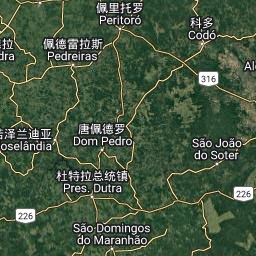 佩里托罗
Peritoró
科多
Codó
佩德雷拉斯
Pedreiras
316
唐佩德罗
Dom Pedro
São João
do Soter
杜特拉总统镇
Pres. Dutra
226
226
São Domingos
do Maranhão